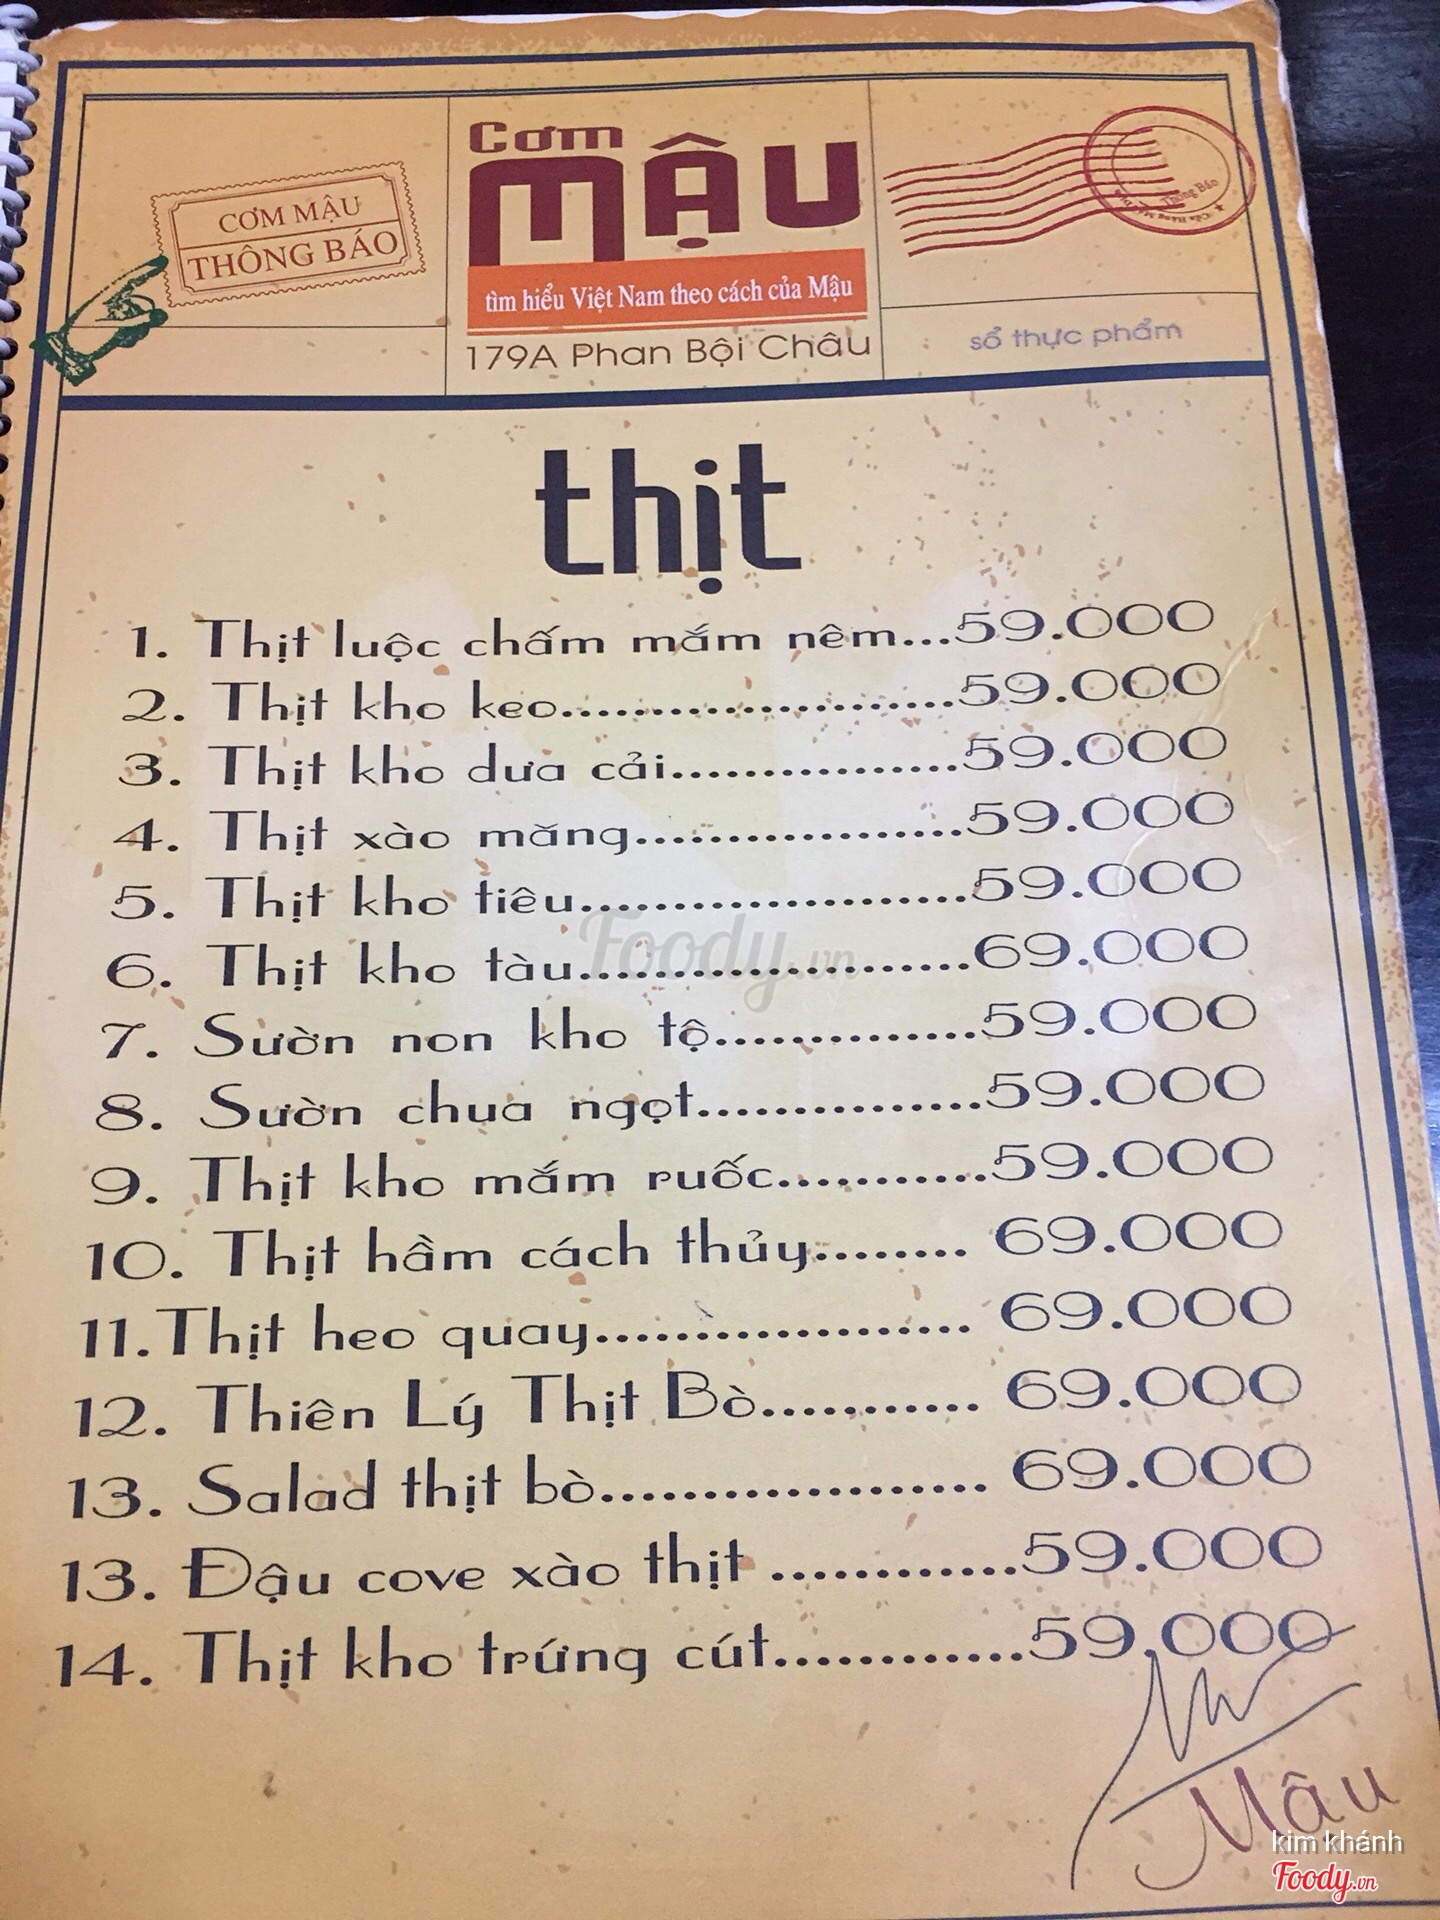 CƠM MẬU
THÔNG BÁO
Cơm
MẬU
tìm hiểu Việt Nam theo cách của Mậu
179A Phan Bội Châu
Thông Báo
sổ thực phẩm
thịt
1. Thịt luộc chấm mắm nêm...59.000
2. Thịt kho keo.......................59.000
3. Thịt kho dưa cải.................59.000
4. Thịt xào măng...................59.000
5. Thịt kho tiêu......................59.000
6. Thịt kho tàu......................69.000
7. Sườn non kho tộ...............59.000
8. Sườn chua ngọt................59.000
9. Thịt kho mắm ruốc............59.000
10. Thịt hầm cách thủy........ 69.000
11.Thịt heo quay................... 69.000
12. Thiên Lý Thịt Bò........... 69.000
13. Salad thịt bò................... 69.000
13. Đậu cove xào thịt ............59.000
14. Thịt kho trứng cút............59.000
Mậu
kim khánh
Foody.vn
Foody.vn